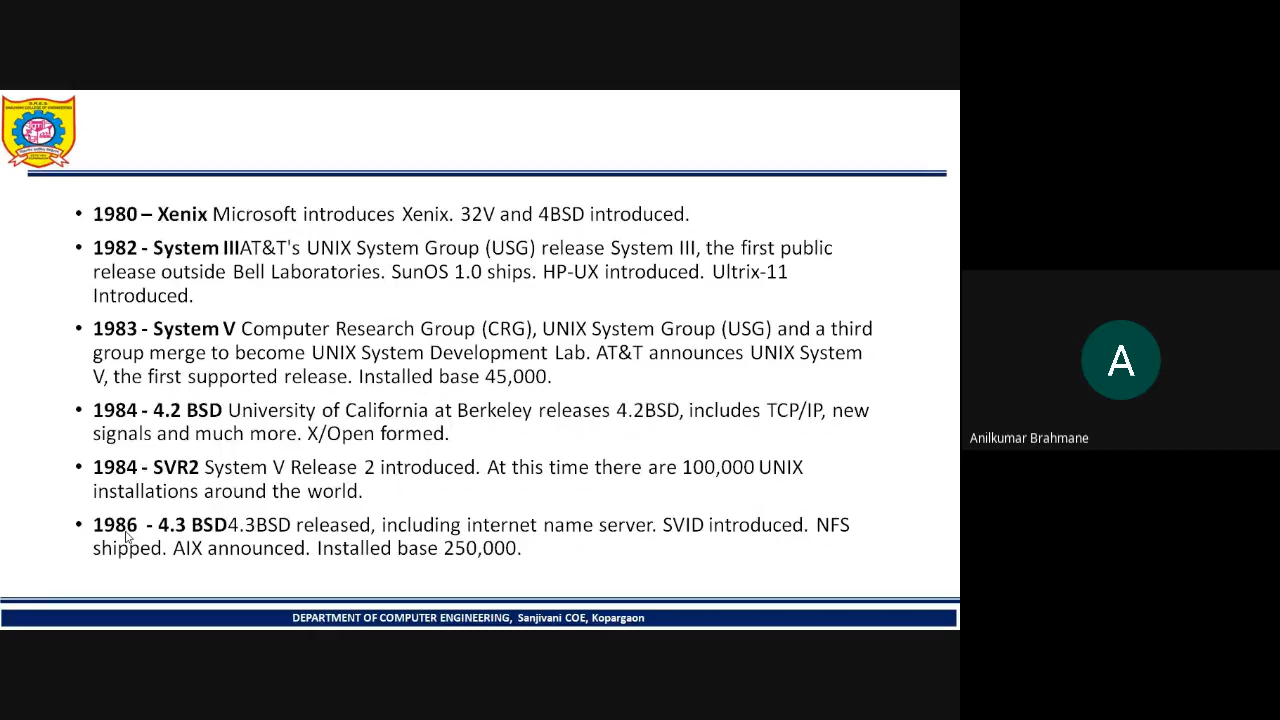 • 1980 – Xenix Microsoft introduces Xenix. 32V and 4BSD introduced.
• 1982 - System IIIAT&T's UNIX System Group (USG) release System III, the first public
release outside Bell Laboratories. SunOS 1.0 ships. HP-UX introduced. Ultrix-11
Introduced.
• 1983 - System V Computer Research Group (CRG), UNIX System Group (USG) and a third
group merge to become UNIX System Development Lab. AT&T announces UNIX System
V, the first supported release. Installed base 45,000.
• 1984 - 4.2 BSD University of California at Berkeley releases 4.2BSD, includes TCP/IP, new
signals and much more. X/Open formed.
• 1984 - SVR2 System V Release 2 introduced. At this time there are 100,000 UNIX
installations around the world.
• 1986 - 4.3 BSD4.3BSD released, including internet name server. SVID introduced. NFS
shipped. AIX announced. Installed base 250,000.
DEPARTMENT OF COMPUTER ENGINEERING, Sanjivani COE, Kopargaon
A
Anilkumar Brahmane